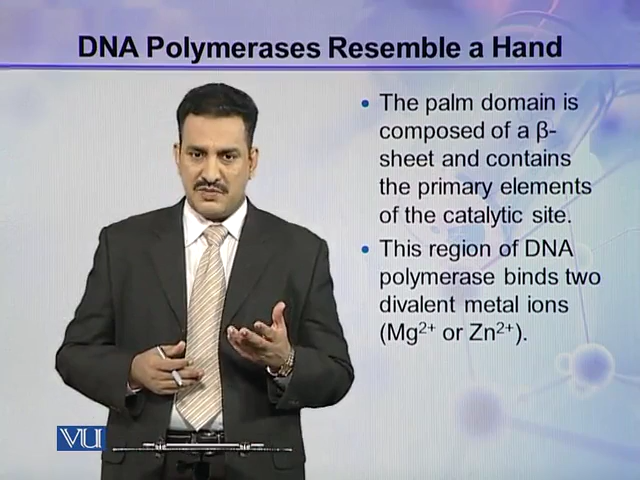 DNA Polymerases Resemble a Hand
• The palm domain is
composed of a β-
sheet and contains
the primary elements
of the catalytic site.
• This region of DNA
polymerase binds two
divalent metal ions
(Mg²⁺ or Zn²⁺).
VU